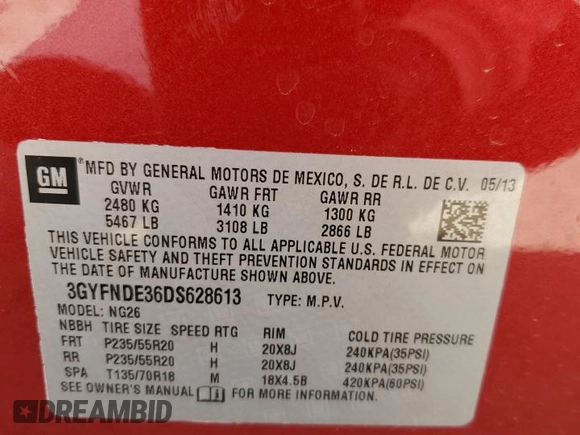 GM
®MFD BY GENERAL MOTORS DE MEXICO, S. DE R.L. DE C.V. 05/13
GVWR GAWR FRT GAWR RR
2480 KG 1410 KG 1300 KG
5467 LB 3108 LB 2866 LB
THIS VEHICLE CONFORMS TO ALL APPLICABLE U.S. FEDERAL MOTOR
VEHICLE SAFETY AND THEFT PREVENTION STANDARDS IN EFFECT ON
THE DATE OF MANUFACTURE SHOWN ABOVE.
3GYFNDE36DS628613 TYPE: M.P.V.
MODEL: NG26
NBBH TIRE SIZE SPEED RTG RIM COLD TIRE PRESSURE
FRT P235/55R20 H 20X8J 240KPA(35PSI)
RR P235/55R20 H 20X8J 240KPA(35PSI)
SPA T135/70R18 M 18X4.5B 420KPA(60PSI)
SEE OWNER'S MANUAL FOR MORE INFORMATION.
DREAMBID